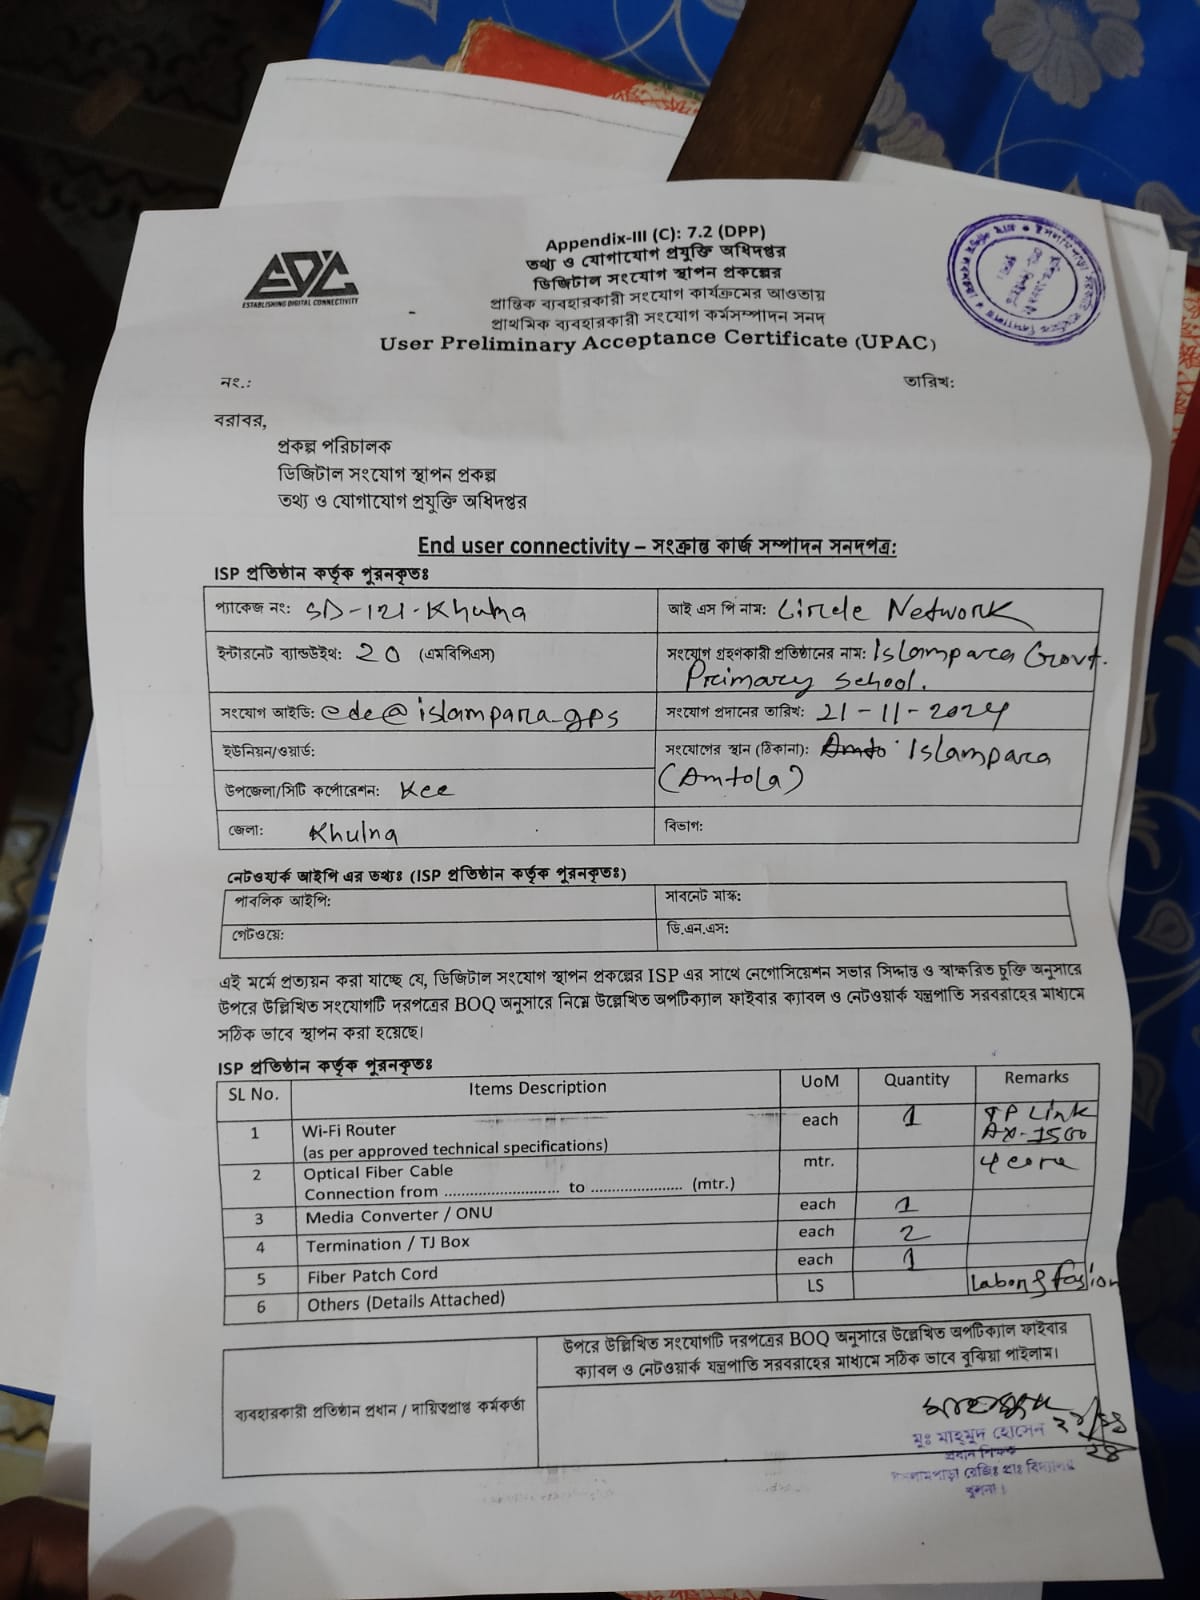 EDC
ESTABLISHING DIGITAL CONNECTIVITY
Appendix-III (C): 7.2 (DPP)
তথ্য ও যোগাযোগ প্রযুক্তি অধিদপ্তর
ডিজিটাল সংযোগ স্থাপন প্রকল্পের
প্রান্তিক ব্যবহারকারী সংযোগ কার্যক্রমের আওতায়
প্রাথমিক ব্যবহারকারী সংযোগ কর্মসম্পাদন সনদ
User Preliminary Acceptance Certificate (UPAC)
নং.:
তারিখ:
বরাবর,
প্রকল্প পরিচালক
ডিজিটাল সংযোগ স্থাপন প্রকল্প
তথ্য ও যোগাযোগ প্রযুক্তি অধিদপ্তর
End user connectivity – সংক্রান্ত কার্জ সম্পাদন সনদপত্র:
ISP প্রতিষ্ঠান কর্তৃক পুরনকৃতঃ
প্যাকেজ নং: SD-121-Khulna
আই এস পি নাম: Circle Network
ইন্টারনেট ব্যান্ডউইথ: 20 (এমবিপিএস)
সংযোগ গ্রহণকারী প্রতিষ্ঠানের নাম: Islampara Govt.
Primary School.
সংযোগ আইডি: edc@islampara-gps
সংযোগ প্রদানের তারিখ: 21-11-2024
ইউনিয়ন/ওয়ার্ড:
সংযোগের স্থান (ঠিকানা): Islampara
(Amtola)
উপজেলা/সিটি কর্পোরেশন: Kcc
জেলা: Khulna
বিভাগ:
নেটওয়ার্ক আইপি এর তথ্যঃ (ISP প্রতিষ্ঠান কর্তৃক পুরনকৃতঃ)
পাবলিক আইপি:
সাবনেট মাস্ক:
গেটওয়ে:
ডি.এন.এস:
এই মর্মে প্রত্যয়ন করা যাচ্ছে যে, ডিজিটাল সংযোগ স্থাপন প্রকল্পের ISP এর সাথে নেগোসিয়েশন সভার সিদ্দান্ত ও স্বাক্ষরিত চুক্তি অনুসারে
উপরে উল্লিখিত সংযোগটি দরপত্রের BOQ অনুসারে নিম্নে উল্লেখিত অপটিক্যাল ফাইবার ক্যাবল ও নেটওয়ার্ক যন্ত্রপাতি সরবরাহের মাধ্যমে
সঠিক ভাবে স্থাপন করা হয়েছে।
ISP প্রতিষ্ঠান কর্তৃক পুরনকৃতঃ
SL No. Items Description UoM Quantity Remarks
1 Wi-Fi Router each 1 TP Link
(as per approved technical specifications) AX-1500
2 Optical Fiber Cable mtr. 4 core
Connection from ............................ to ...................... (mtr.)
3 Media Converter / ONU each 1
4 Termination / TJ Box each 2
5 Fiber Patch Cord each 1
6 Others (Details Attached) LS Labon &
ব্যবহারকারী প্রতিষ্ঠান প্রধান / দায়িত্বপ্রাপ্ত কর্মকর্তা
উপরে উল্লিখিত সংযোগটি দরপত্রের BOQ অনুসারে উল্লেখিত অপটিক্যাল ফাইবার
ক্যাবল ও নেটওয়ার্ক যন্ত্রপাতি সরবরাহের মাধ্যমে সঠিক ভাবে বুঝিয়া পাইলাম।
মুঃ মাহমুদ হোসেন
প্রধান শিক্ষক
রেজিঃ প্রাঃ বিদ্যালয়
খুলনা।